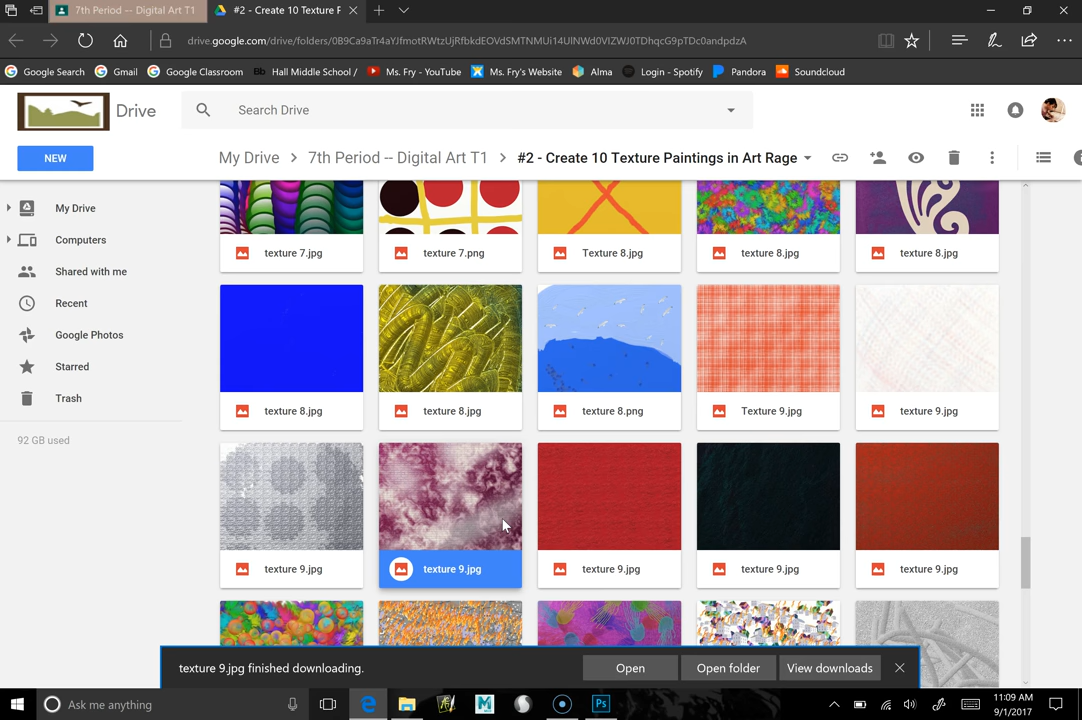 7th Period -- Digital Art T1
#2 - Create 10 Texture P
drive.google.com/drive/folders/0B9Ca9aTr4aYJfmotRWtzUjRfbkdEOVdSMTNMUi14UlNWd0VIZWJ0TDhqcG9pTDc0andpdzA
Google Search
Gmail
Google Classroom
Bb Hall Middle School /
Ms. Fry - YouTube
Ms. Fry's Website
Alma
Login - Spotify
Pandora
Soundcloud
Drive
Search Drive
NEW
My Drive > 7th Period -- Digital Art T1 > #2 - Create 10 Texture Paintings in Art Rage
My Drive
Computers
Shared with me
Recent
Google Photos
Starred
Trash
92 GB used
texture 7.jpg
texture 7.png
Texture 8.jpg
texture 8.jpg
texture 8.jpg
texture 8.jpg
texture 8.jpg
texture 8.png
Texture 9.jpg
texture 9.jpg
texture 9.jpg
texture 9.jpg
texture 9.jpg
texture 9.jpg
texture 9.jpg
texture 9.jpg finished downloading.
Open
Open folder
View downloads
Ask me anything
Ps
11:09 AM
9/1/2017